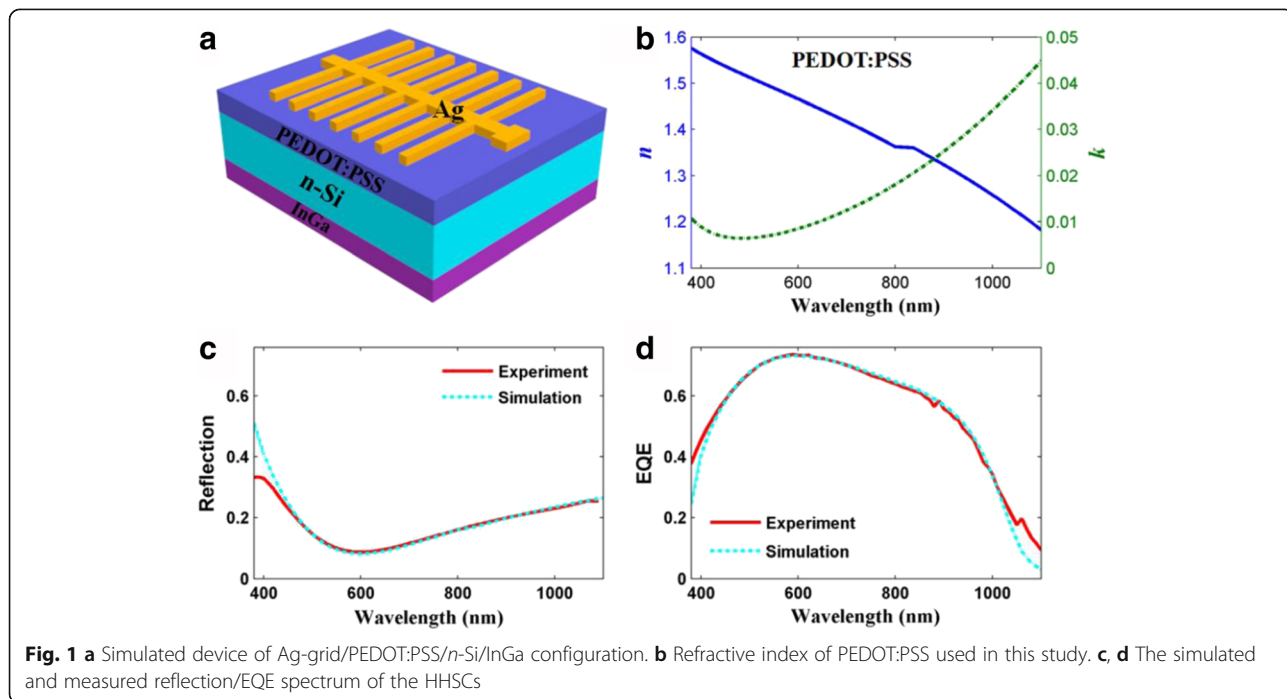 a
Ag
PEDOT:PSS
n-Si
InGa
b
PEDOT:PSS
1.6
1.5
1.4
1.3
1.2
1.1
n
0.05
0.04
0.03
0.02
0.01
0
k
400 600 800 1000
Wavelength (nm)
c
Experiment
Simulation
0.6
0.4
0.2
0
Reflection
400 600 800 1000
Wavelength (nm)
d
0.6
0.4
0.2
0
EQE
Experiment
Simulation
400 600 800 1000
Wavelength (nm)
Fig. 1 a Simulated device of Ag-grid/PEDOT:PSS/n-Si/InGa configuration. b Refractive index of PEDOT:PSS used in this study. c, d The simulated
and measured reflection/EQE spectrum of the HHSCs